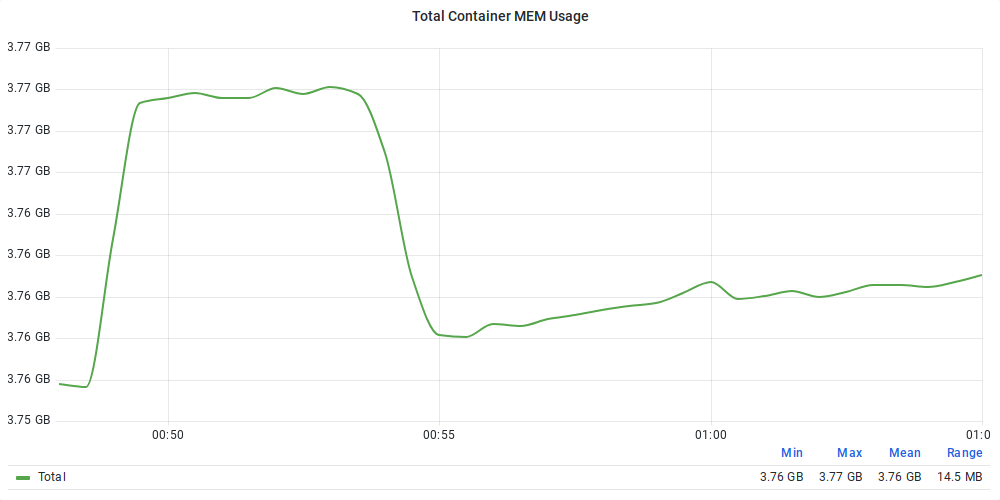 Total Container MEM Usage
3.77 GB
3.77 GB
3.77 GB
3.77 GB
3.76 GB
3.76 GB
3.76 GB
3.76 GB
3.76 GB
3.75 GB
00:50 00:55 01:00 01:0
Min Max Mean Range
Total 3.76 GB 3.77 GB 3.76 GB 14.5 MB